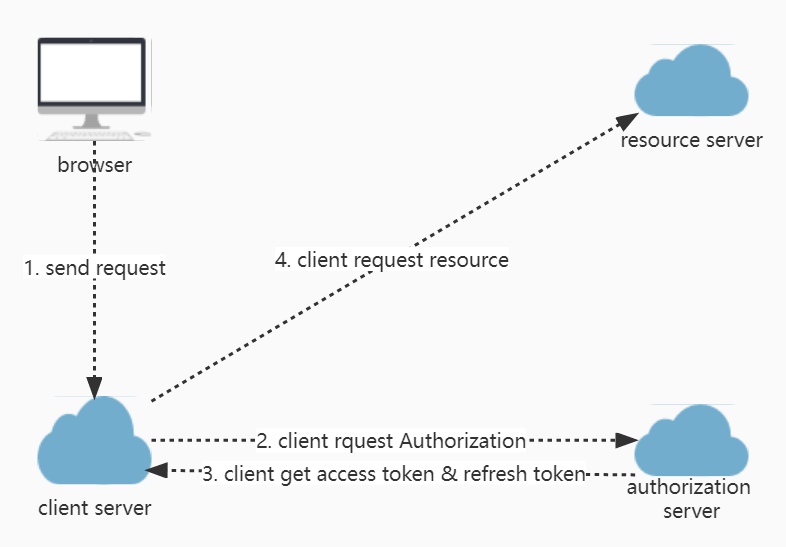 browser
resource server
1. send request
4. client request resource
2. client rquest Authorization
3. client get access token & refresh token
client server
authorization
server